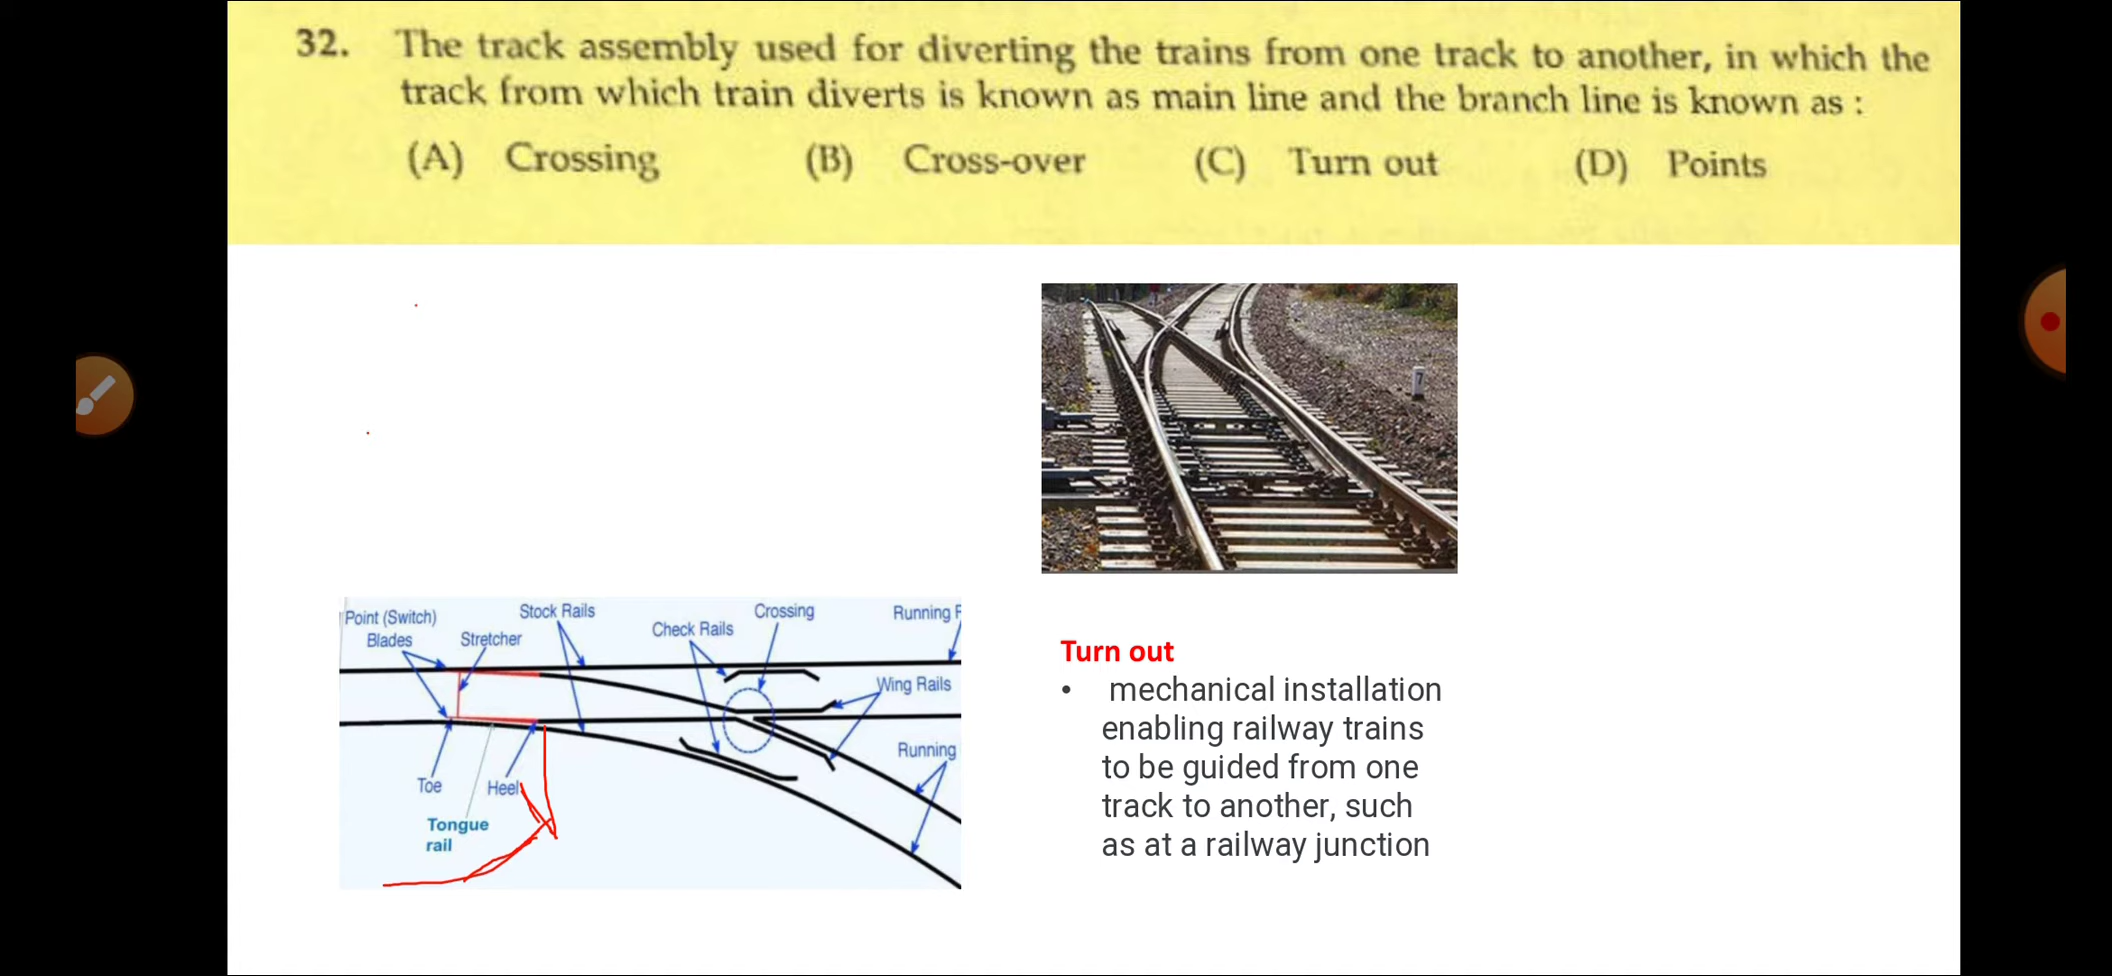 32. The track assembly used for diverting the trains from one track to another, in which the
track from which train diverts is known as main line and the branch line is known as :
(A) Crossing (B) Cross-over (C) Turn out (D) Points
7
Point (Switch)
Blades
Stretcher
Stock Rails
Check Rails
Crossing
Running F
Wing Rails
Running
Toe
Heel
Tongue
rail
Turn out
• mechanical installation
enabling railway trains
to be guided from one
track to another, such
as at a railway junction